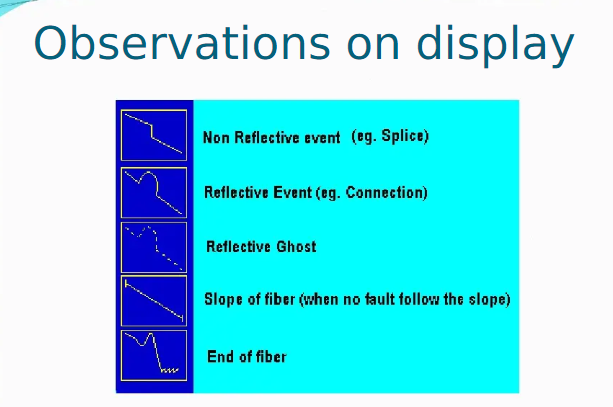 Observations on display
Non Reflective event (eg. Splice)
Reflective Event (eg. Connection)
Reflective Ghost
Slope of fiber (when no fault follow the slope)
End of fiber